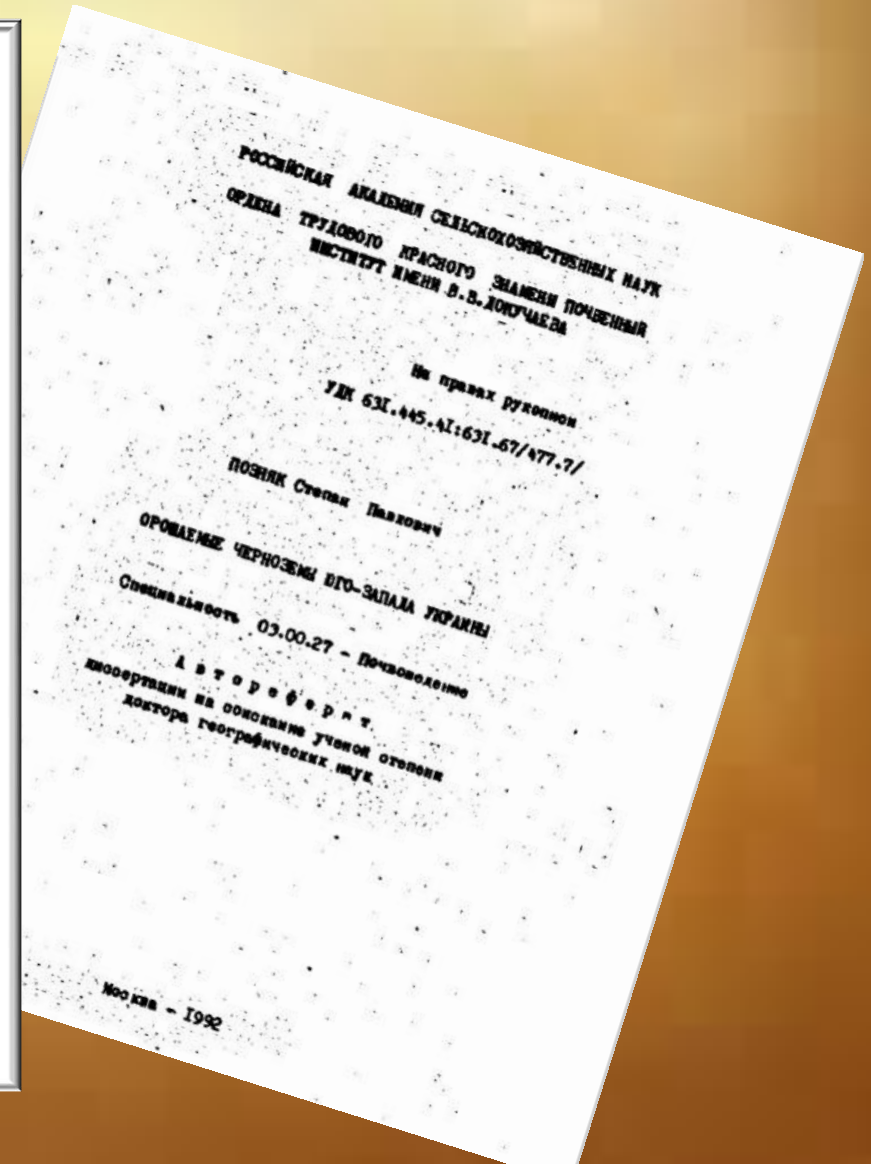 РОССИЙСКАЯ АКАДЕМИЯ СЕЛЬСКОХОЗЯЙСТВЕННЫХ НАУК
ОРДЕНА ТРУДОВОГО КРАСНОГО ЗНАМЕНИ ПОЧВЕННЫЙ
ИНСТИТУТ ИМЕНИ В.В.ДОКУЧАЕВА
На правах рукописи
УДК 631.445.41:631.67/477.7/
ПОЗНЯК Степан Павлович
ОРОШАЕМЫЕ ЧЕРНОЗЕМЫ ЮГО-ЗАПАДА УКРАИНЫ
Специальность 03.00.27 - Почвоведение
А в т о р е ф е р а т
диссертации на соискание ученой степени
доктора географических наук
Москва - 1992